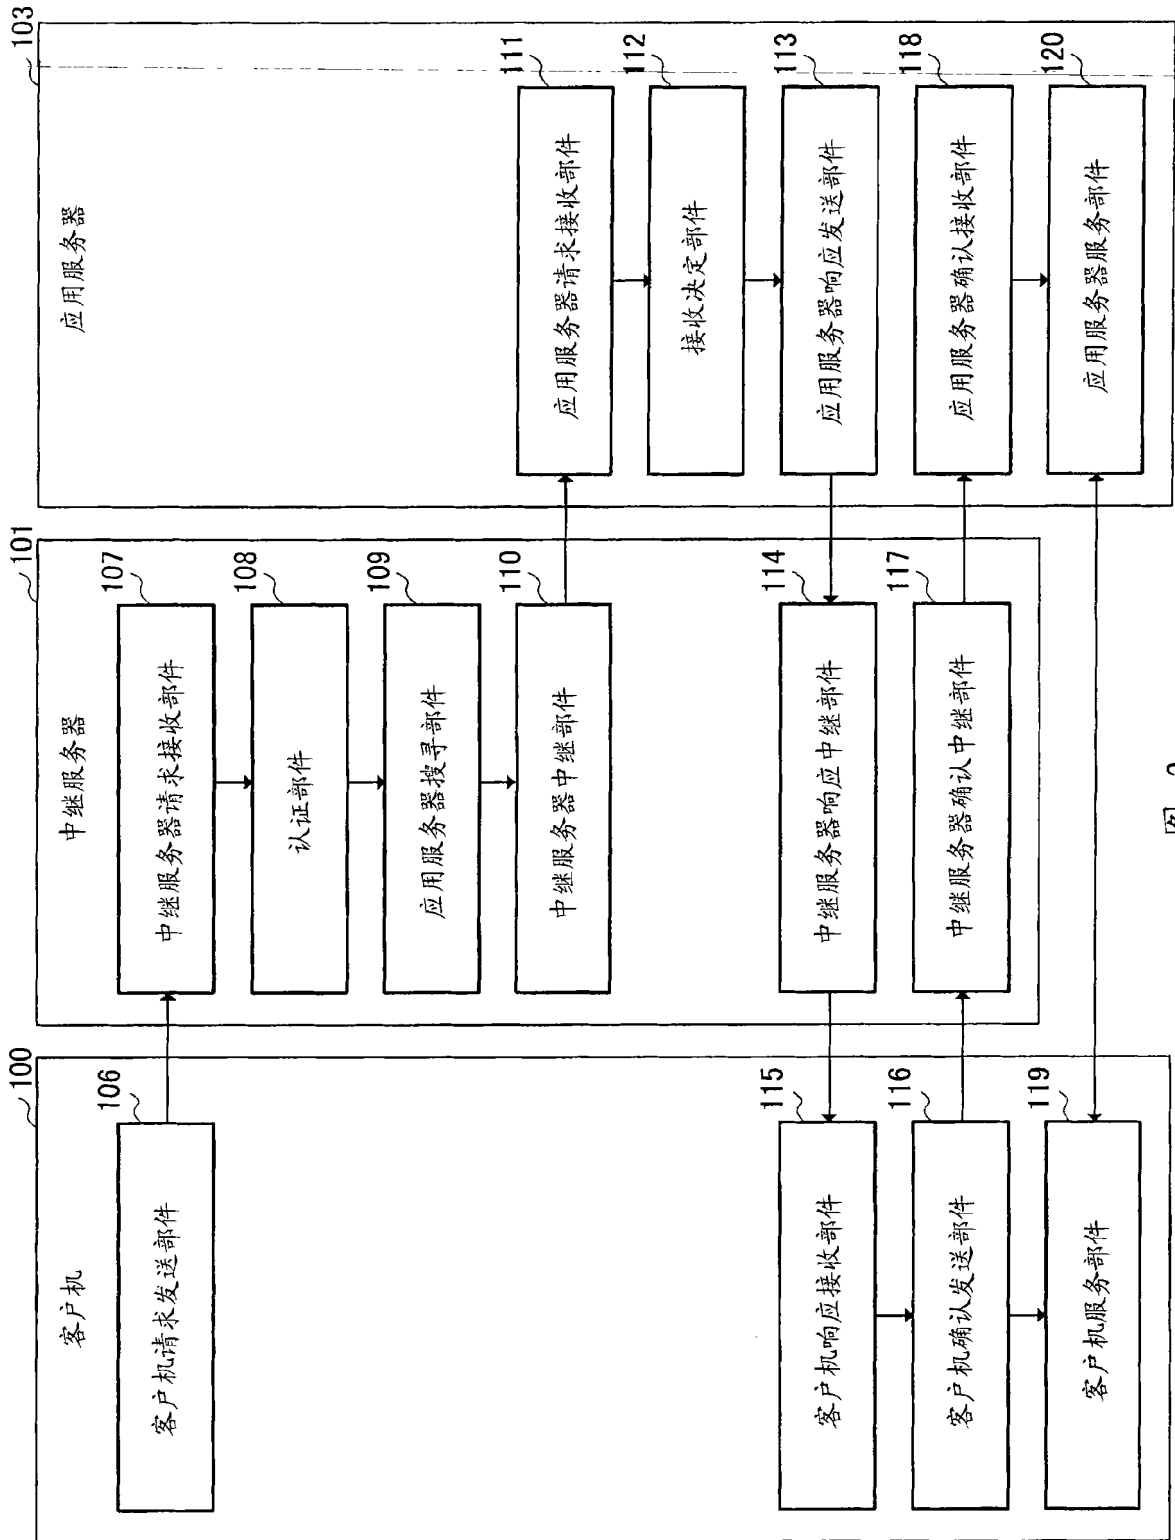 100
客户机
106
客户机请求发送部件
115
客户机响应接收部件
116
客户机确认发送部件
119
客户机服务部件
101
中继服务器
107
中继服务器请求接收部件
108
认证部件
109
应用服务器搜寻部件
110
中继服务器中继部件
114
中继服务器响应中继部件
117
中继服务器确认中继部件
103
应用服务器
111
应用服务器请求接收部件
112
接收决定部件
113
应用服务器响应发送部件
118
应用服务器确认接收部件
120
应用服务器服务部件
图